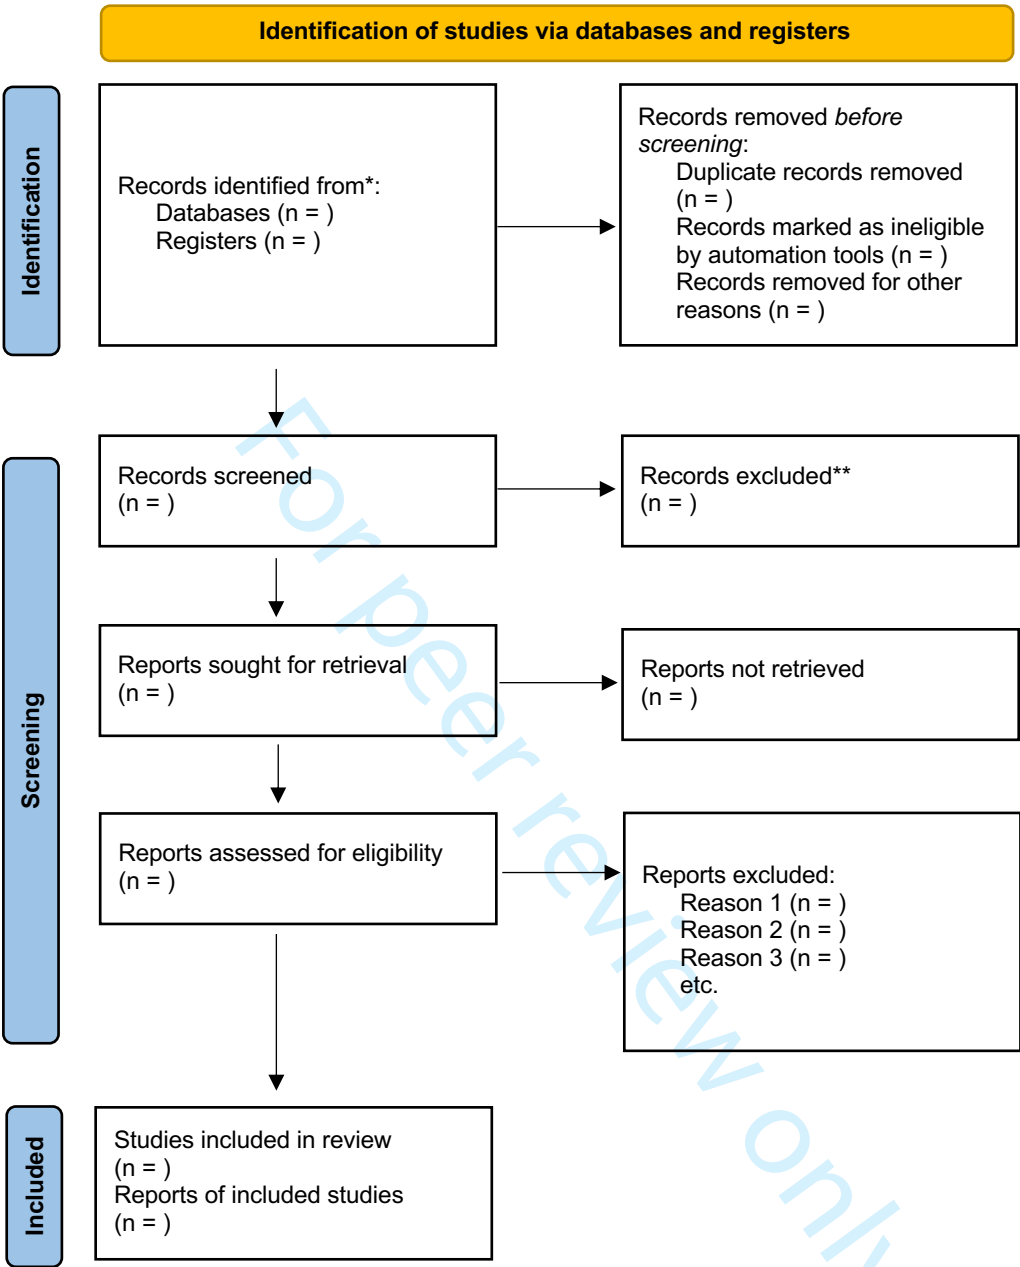 Identification of studies via databases and registers
Identification
Records identified from*:
Databases (n = )
Registers (n = )
Records removed before
screening:
Duplicate records removed
(n = )
Records marked as ineligible
by automation tools (n = )
Records removed for other
reasons (n = )
Screening
Records screened
(n = )
Records excluded**
(n = )
Reports sought for retrieval
(n = )
Reports not retrieved
(n = )
Reports assessed for eligibility
(n = )
Reports excluded:
Reason 1 (n = )
Reason 2 (n = )
Reason 3 (n = )
etc.
Included
Studies included in review
(n = )
Reports of included studies
(n = )
For peer review only